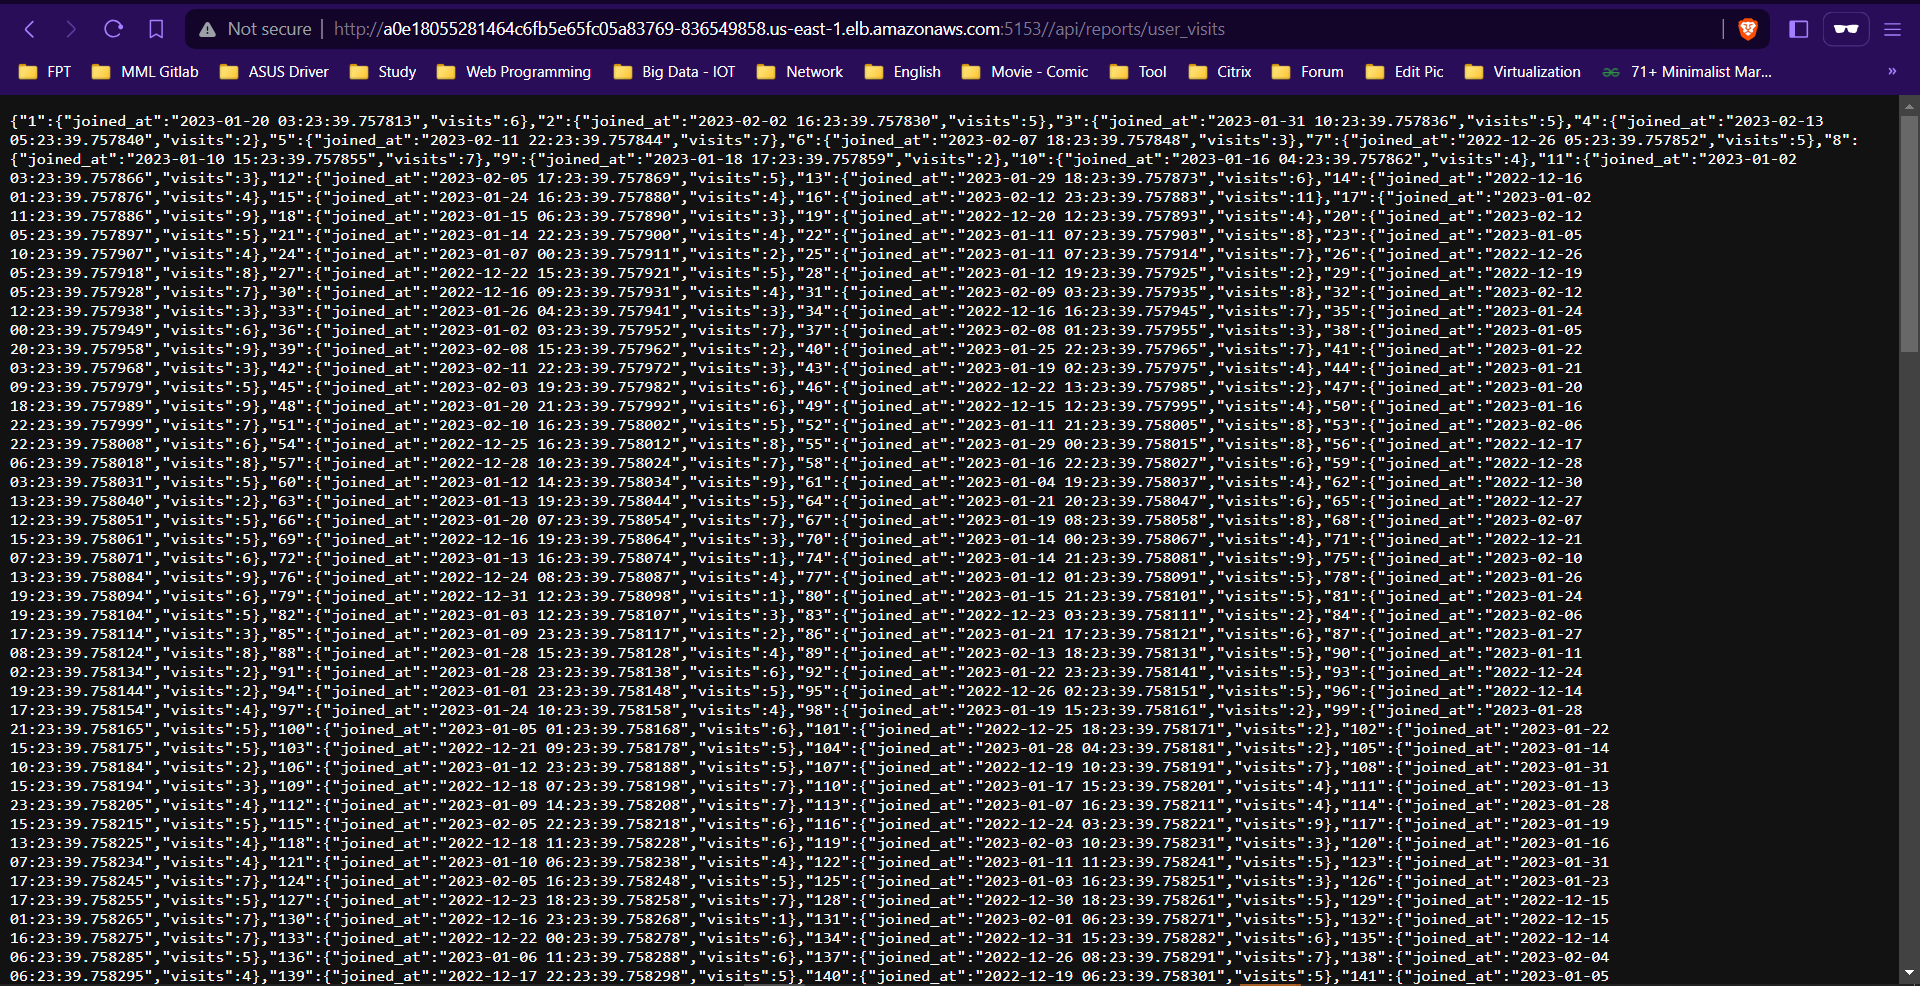 Not secure | http://a0e18055281464c6fb5e65fc05a83769-836549858.us-east-1.elb.amazonaws.com:5153//api/reports/user_visits
FPT MML Gitlab ASUS Driver Study Web Programming Big Data - IOT Network English Movie - Comic Tool Citrix Forum Edit Pic Virtualization 71+ Minimalist Mar... »
{"1":{"joined_at":"2023-01-20 03:23:39.757813","visits":6},"2":{"joined_at":"2023-02-02 16:23:39.757830","visits":5},"3":{"joined_at":"2023-01-31 10:23:39.757836","visits":5},"4":{"joined_at":"2023-02-13
05:23:39.757840","visits":2},"5":{"joined_at":"2023-02-11 22:23:39.757844","visits":7},"6":{"joined_at":"2023-02-07 18:23:39.757848","visits":3},"7":{"joined_at":"2022-12-26 05:23:39.757852","visits":5},"8":
{"joined_at":"2023-01-10 15:23:39.757855","visits":7},"9":{"joined_at":"2023-01-18 17:23:39.757859","visits":2},"10":{"joined_at":"2023-01-16 04:23:39.757862","visits":4},"11":{"joined_at":"2023-01-02
03:23:39.757866","visits":3},"12":{"joined_at":"2023-02-05 17:23:39.757869","visits":5},"13":{"joined_at":"2023-01-29 18:23:39.757873","visits":6},"14":{"joined_at":"2022-12-16
01:23:39.757876","visits":4},"15":{"joined_at":"2023-01-24 16:23:39.757880","visits":4},"16":{"joined_at":"2023-02-12 23:23:39.757883","visits":11},"17":{"joined_at":"2023-01-02
11:23:39.757886","visits":9},"18":{"joined_at":"2023-01-15 06:23:39.757890","visits":3},"19":{"joined_at":"2022-12-20 12:23:39.757893","visits":4},"20":{"joined_at":"2023-02-12
05:23:39.757897","visits":5},"21":{"joined_at":"2023-01-14 22:23:39.757900","visits":4},"22":{"joined_at":"2023-01-11 07:23:39.757903","visits":8},"23":{"joined_at":"2023-01-05
10:23:39.757907","visits":4},"24":{"joined_at":"2023-01-07 00:23:39.757911","visits":2},"25":{"joined_at":"2023-01-11 07:23:39.757914","visits":7},"26":{"joined_at":"2022-12-26
05:23:39.757918","visits":8},"27":{"joined_at":"2022-12-22 15:23:39.757921","visits":5},"28":{"joined_at":"2023-01-12 19:23:39.757925","visits":2},"29":{"joined_at":"2022-12-19
05:23:39.757928","visits":7},"30":{"joined_at":"2022-12-16 09:23:39.757931","visits":4},"31":{"joined_at":"2023-02-09 03:23:39.757935","visits":8},"32":{"joined_at":"2023-02-12
12:23:39.757938","visits":3},"33":{"joined_at":"2023-01-26 04:23:39.757941","visits":3},"34":{"joined_at":"2022-12-16 16:23:39.757945","visits":7},"35":{"joined_at":"2023-01-24
00:23:39.757949","visits":6},"36":{"joined_at":"2023-01-02 03:23:39.757952","visits":7},"37":{"joined_at":"2023-02-08 01:23:39.757955","visits":3},"38":{"joined_at":"2023-01-05
20:23:39.757958","visits":9},"39":{"joined_at":"2023-02-08 15:23:39.757962","visits":2},"40":{"joined_at":"2023-01-25 22:23:39.757965","visits":7},"41":{"joined_at":"2023-01-22
03:23:39.757968","visits":3},"42":{"joined_at":"2023-02-11 22:23:39.757972","visits":3},"43":{"joined_at":"2023-01-19 02:23:39.757975","visits":4},"44":{"joined_at":"2023-01-21
09:23:39.757979","visits":5},"45":{"joined_at":"2023-02-03 19:23:39.757982","visits":6},"46":{"joined_at":"2022-12-22 13:23:39.757985","visits":2},"47":{"joined_at":"2023-01-20
18:23:39.757989","visits":9},"48":{"joined_at":"2023-01-20 21:23:39.757992","visits":6},"49":{"joined_at":"2022-12-15 12:23:39.757995","visits":4},"50":{"joined_at":"2023-01-16
22:23:39.757999","visits":7},"51":{"joined_at":"2023-02-10 16:23:39.758002","visits":5},"52":{"joined_at":"2023-01-11 21:23:39.758005","visits":8},"53":{"joined_at":"2023-02-06
22:23:39.758008","visits":6},"54":{"joined_at":"2022-12-25 16:23:39.758012","visits":8},"55":{"joined_at":"2023-01-29 00:23:39.758015","visits":8},"56":{"joined_at":"2022-12-17
06:23:39.758018","visits":8},"57":{"joined_at":"2022-12-28 10:23:39.758024","visits":7},"58":{"joined_at":"2023-01-16 22:23:39.758027","visits":6},"59":{"joined_at":"2022-12-28
03:23:39.758031","visits":5},"60":{"joined_at":"2023-01-12 14:23:39.758034","visits":9},"61":{"joined_at":"2023-01-04 19:23:39.758037","visits":4},"62":{"joined_at":"2022-12-30
13:23:39.758040","visits":2},"63":{"joined_at":"2023-01-13 19:23:39.758044","visits":5},"64":{"joined_at":"2023-01-21 20:23:39.758047","visits":6},"65":{"joined_at":"2022-12-27
12:23:39.758051","visits":5},"66":{"joined_at":"2023-01-20 07:23:39.758054","visits":7},"67":{"joined_at":"2023-01-19 08:23:39.758058","visits":8},"68":{"joined_at":"2023-02-07
15:23:39.758061","visits":5},"69":{"joined_at":"2022-12-16 19:23:39.758064","visits":3},"70":{"joined_at":"2023-01-14 00:23:39.758067","visits":4},"71":{"joined_at":"2022-12-21
07:23:39.758071","visits":6},"72":{"joined_at":"2023-01-13 16:23:39.758074","visits":1},"74":{"joined_at":"2023-01-14 21:23:39.758081","visits":9},"75":{"joined_at":"2023-02-10
13:23:39.758084","visits":9},"76":{"joined_at":"2022-12-24 08:23:39.758087","visits":4},"77":{"joined_at":"2023-01-12 01:23:39.758091","visits":5},"78":{"joined_at":"2023-01-26
19:23:39.758094","visits":6},"79":{"joined_at":"2022-12-31 12:23:39.758098","visits":1},"80":{"joined_at":"2023-01-15 21:23:39.758101","visits":5},"81":{"joined_at":"2023-01-24
19:23:39.758104","visits":5},"82":{"joined_at":"2023-01-03 12:23:39.758107","visits":3},"83":{"joined_at":"2022-12-23 03:23:39.758111","visits":2},"84":{"joined_at":"2023-02-06
17:23:39.758114","visits":3},"85":{"joined_at":"2023-01-09 23:23:39.758117","visits":2},"86":{"joined_at":"2023-01-21 17:23:39.758121","visits":6},"87":{"joined_at":"2023-01-27
08:23:39.758124","visits":8},"88":{"joined_at":"2023-01-28 15:23:39.758128","visits":4},"89":{"joined_at":"2023-02-13 18:23:39.758131","visits":5},"90":{"joined_at":"2023-01-11
02:23:39.758134","visits":2},"91":{"joined_at":"2023-01-28 23:23:39.758138","visits":6},"92":{"joined_at":"2023-01-22 23:23:39.758141","visits":5},"93":{"joined_at":"2022-12-24
19:23:39.758144","visits":2},"94":{"joined_at":"2023-01-01 23:23:39.758148","visits":5},"95":{"joined_at":"2022-12-26 02:23:39.758151","visits":5},"96":{"joined_at":"2022-12-14
17:23:39.758154","visits":4},"97":{"joined_at":"2023-01-24 10:23:39.758158","visits":4},"98":{"joined_at":"2023-01-19 15:23:39.758161","visits":2},"99":{"joined_at":"2023-01-28
21:23:39.758165","visits":5},"100":{"joined_at":"2023-01-05 01:23:39.758168","visits":6},"101":{"joined_at":"2022-12-25 18:23:39.758171","visits":2},"102":{"joined_at":"2023-01-22
15:23:39.758175","visits":5},"103":{"joined_at":"2022-12-21 09:23:39.758178","visits":5},"104":{"joined_at":"2023-01-28 04:23:39.758181","visits":2},"105":{"joined_at":"2023-01-14
10:23:39.758184","visits":2},"106":{"joined_at":"2023-01-12 23:23:39.758188","visits":5},"107":{"joined_at":"2022-12-19 10:23:39.758191","visits":7},"108":{"joined_at":"2023-01-31
15:23:39.758194","visits":3},"109":{"joined_at":"2022-12-18 07:23:39.758198","visits":7},"110":{"joined_at":"2023-01-17 15:23:39.758201","visits":4},"111":{"joined_at":"2023-01-13
23:23:39.758205","visits":4},"112":{"joined_at":"2023-01-09 14:23:39.758208","visits":7},"113":{"joined_at":"2023-01-07 16:23:39.758211","visits":4},"114":{"joined_at":"2023-01-28
15:23:39.758215","visits":5},"115":{"joined_at":"2023-02-05 22:23:39.758218","visits":6},"116":{"joined_at":"2022-12-24 03:23:39.758221","visits":9},"117":{"joined_at":"2023-01-19
13:23:39.758225","visits":4},"118":{"joined_at":"2022-12-18 11:23:39.758228","visits":6},"119":{"joined_at":"2023-02-03 10:23:39.758231","visits":3},"120":{"joined_at":"2023-01-16
07:23:39.758234","visits":4},"121":{"joined_at":"2023-01-10 06:23:39.758238","visits":4},"122":{"joined_at":"2023-01-11 11:23:39.758241","visits":5},"123":{"joined_at":"2023-01-31
17:23:39.758245","visits":7},"124":{"joined_at":"2023-02-05 16:23:39.758248","visits":5},"125":{"joined_at":"2023-01-03 16:23:39.758251","visits":3},"126":{"joined_at":"2023-01-23
17:23:39.758255","visits":5},"127":{"joined_at":"2022-12-23 18:23:39.758258","visits":7},"128":{"joined_at":"2022-12-30 18:23:39.758261","visits":5},"129":{"joined_at":"2022-12-15
01:23:39.758265","visits":7},"130":{"joined_at":"2022-12-16 23:23:39.758268","visits":1},"131":{"joined_at":"2023-02-01 06:23:39.758271","visits":5},"132":{"joined_at":"2022-12-15
16:23:39.758275","visits":7},"133":{"joined_at":"2022-12-22 00:23:39.758278","visits":6},"134":{"joined_at":"2022-12-31 15:23:39.758282","visits":6},"135":{"joined_at":"2022-12-14
06:23:39.758285","visits":5},"136":{"joined_at":"2023-01-06 11:23:39.758288","visits":6},"137":{"joined_at":"2022-12-26 08:23:39.758291","visits":7},"138":{"joined_at":"2023-02-04
06:23:39.758295","visits":4},"139":{"joined_at":"2022-12-17 22:23:39.758298","visits":5},"140":{"joined_at":"2022-12-19 06:23:39.758301","visits":5},"141":{"joined_at":"2023-01-05